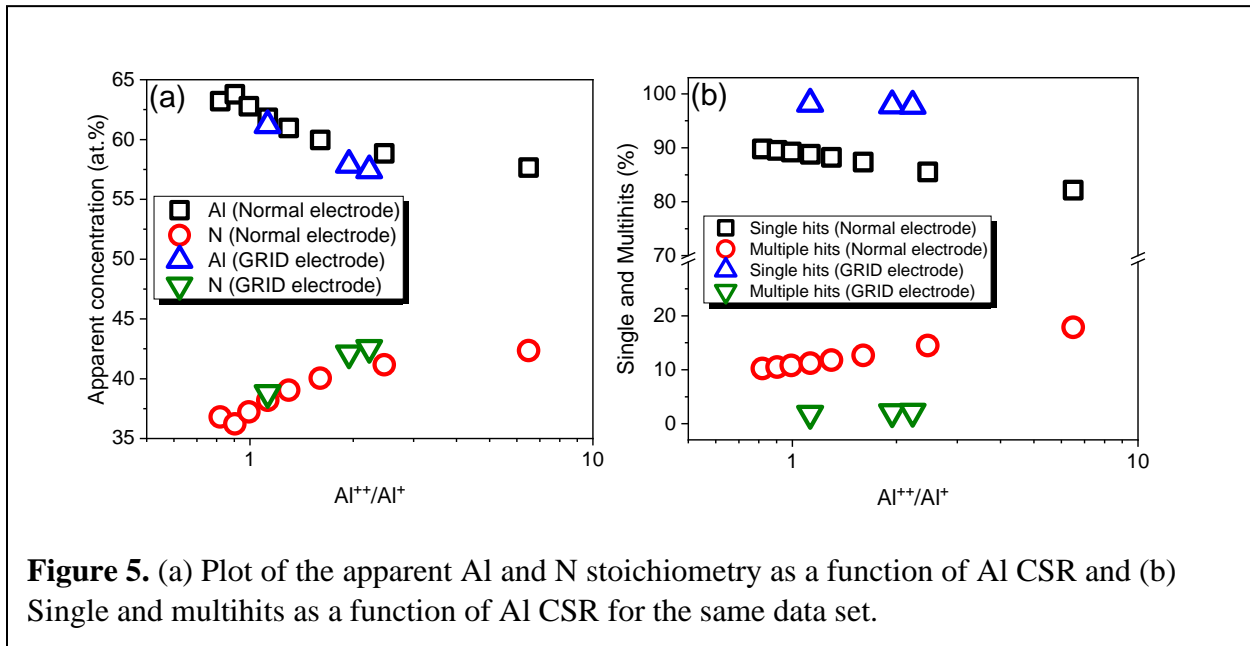 (a)
65
60
55
50
45
40
35
Apparent concentration (at.%)
Al (Normal electrode)
N (Normal electrode)
Al (GRID electrode)
N (GRID electrode)
1
10
Al⁺⁺/Al⁺
(b)
100
90
80
70
20
10
0
Single and Multihits (%)
Single hits (Normal electrode)
Multiple hits (Normal electrode)
Single hits (GRID electrode)
Multiple hits (GRID electrode)
1
10
Al⁺⁺/Al⁺
Figure 5. (a) Plot of the apparent Al and N stoichiometry as a function of Al CSR and (b)
Single and multihits as a function of Al CSR for the same data set.